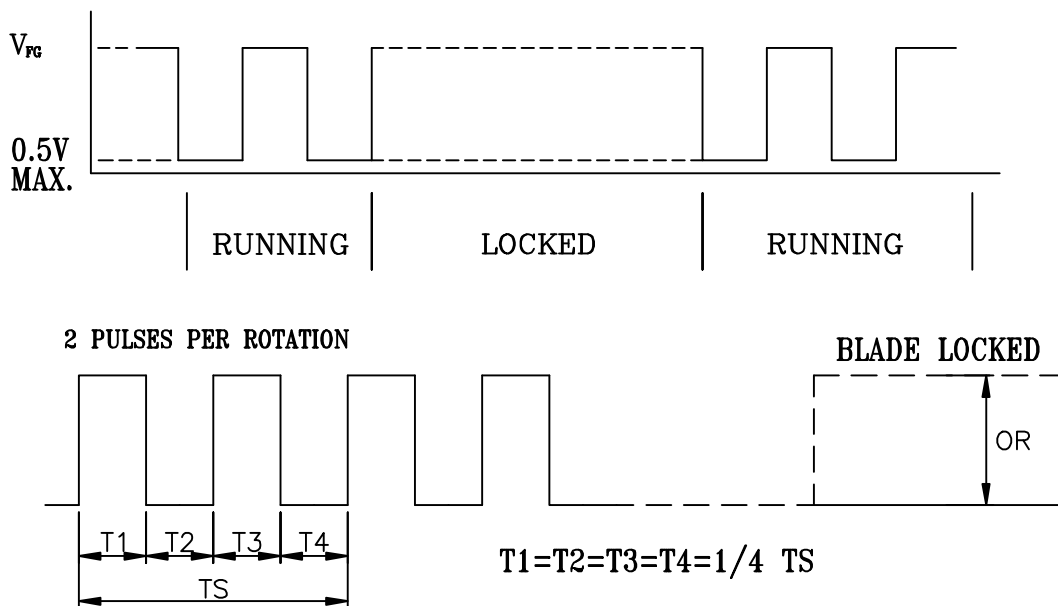 VFG
0.5V
MAX.
RUNNING LOCKED RUNNING
2 PULSES PER ROTATION
BLADE LOCKED
OR
T1 T2 T3 T4
T1=T2=T3=T4=1/4 TS
TS